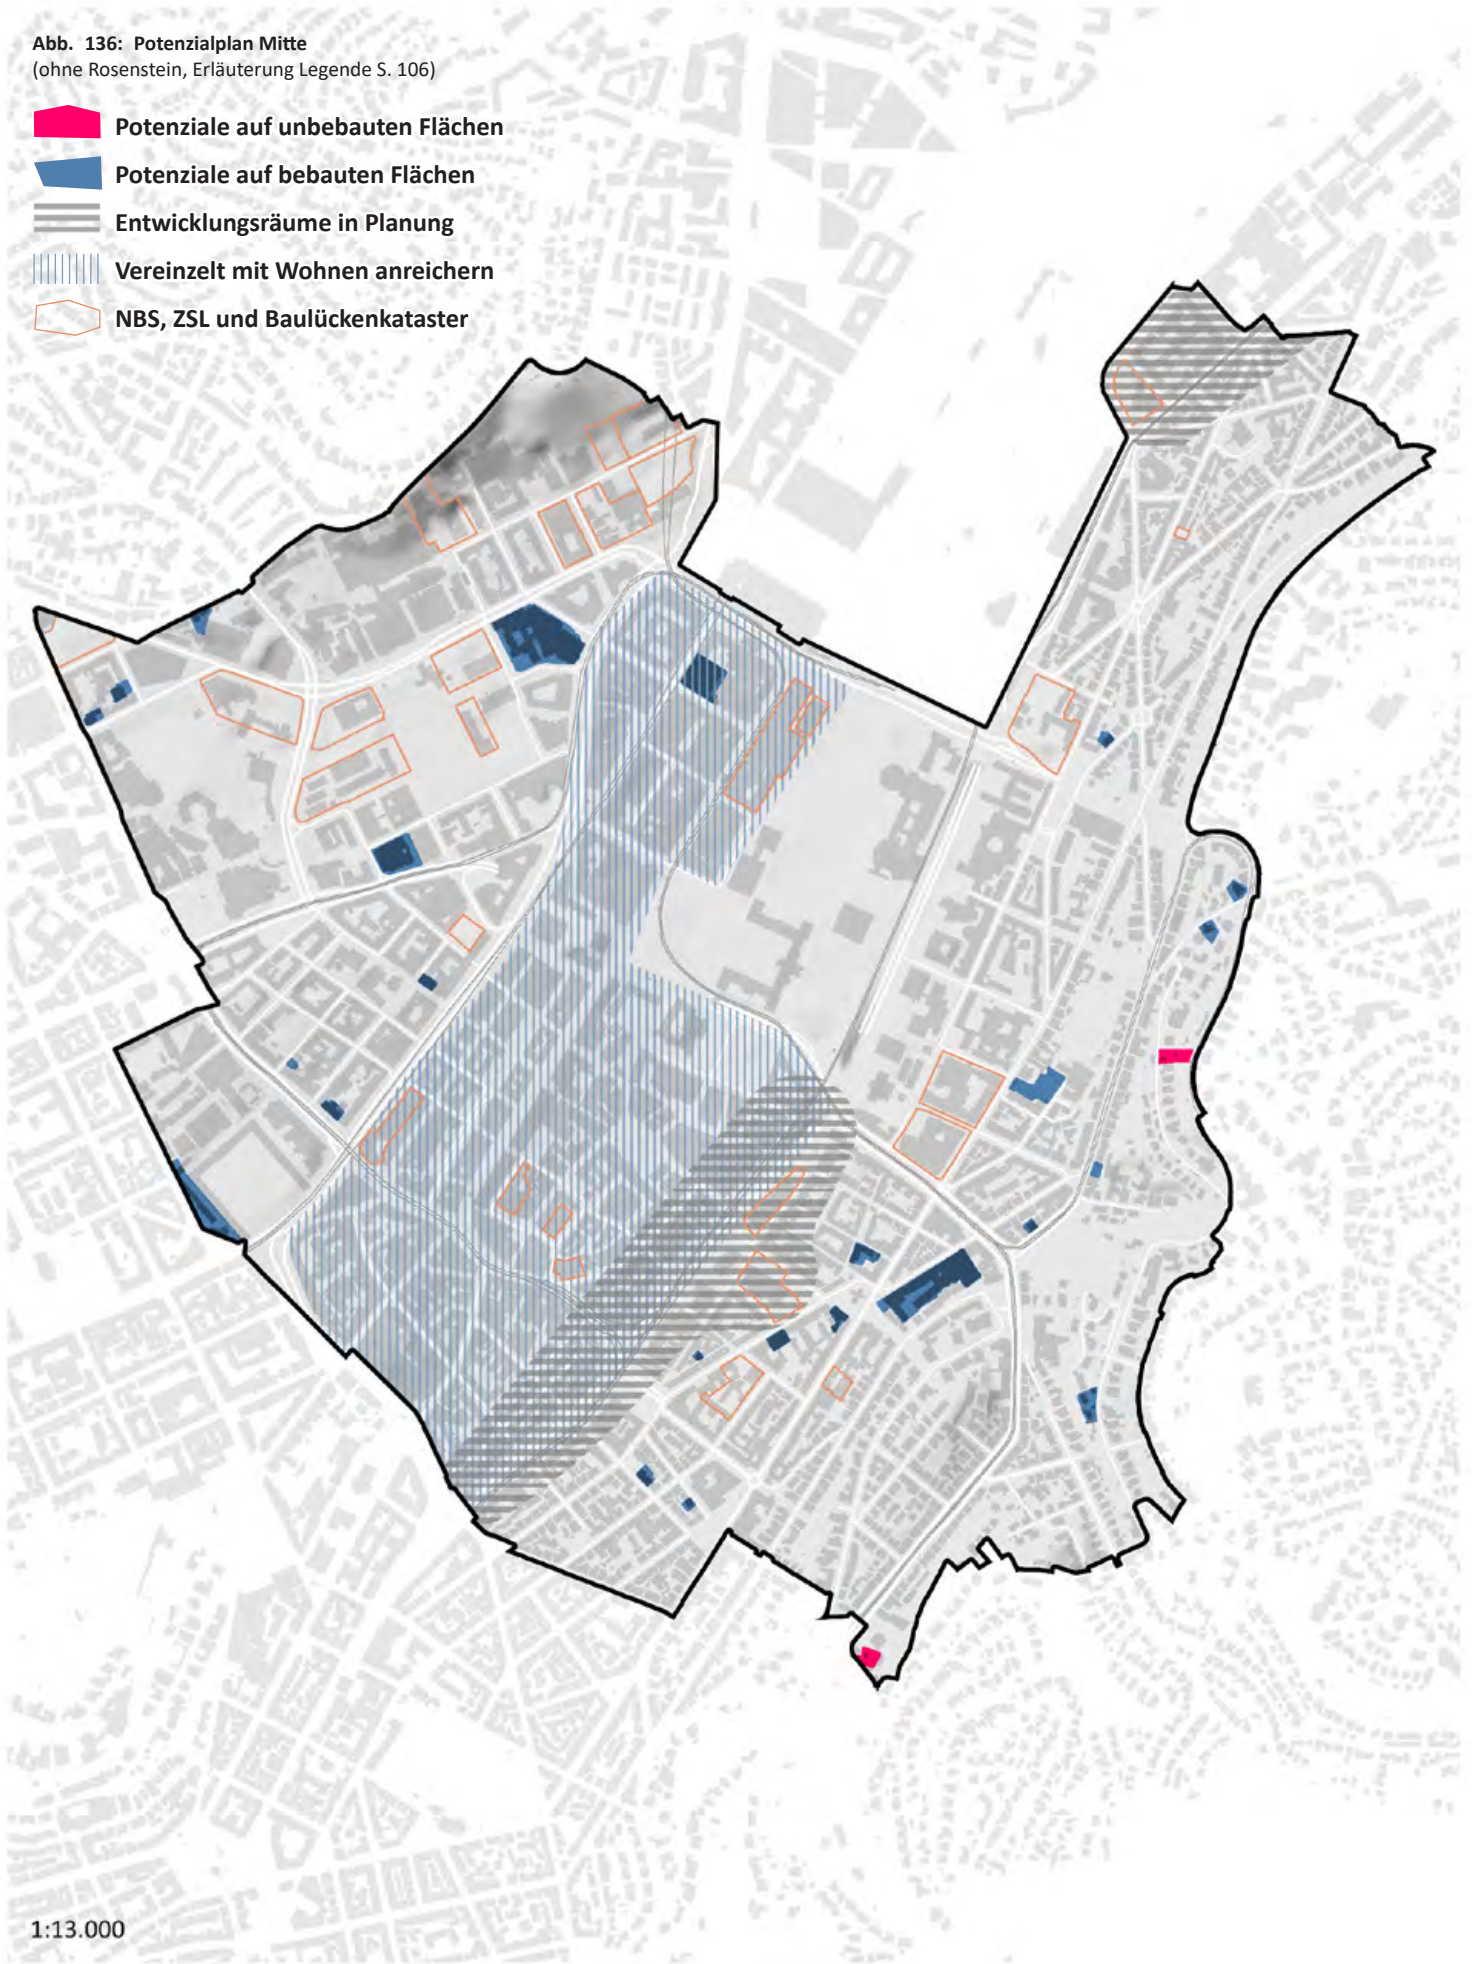 Abb. 136: Potenzialplan Mitte
(ohne Rosenstein, Erläuterung Legende S. 106)
Potenziale auf unbebauten Flächen
Potenziale auf bebauten Flächen
Entwicklungsräume in Planung
Vereinzelt mit Wohnen anreichern
NBS, ZSL und Baulückenkataster
1:13.000